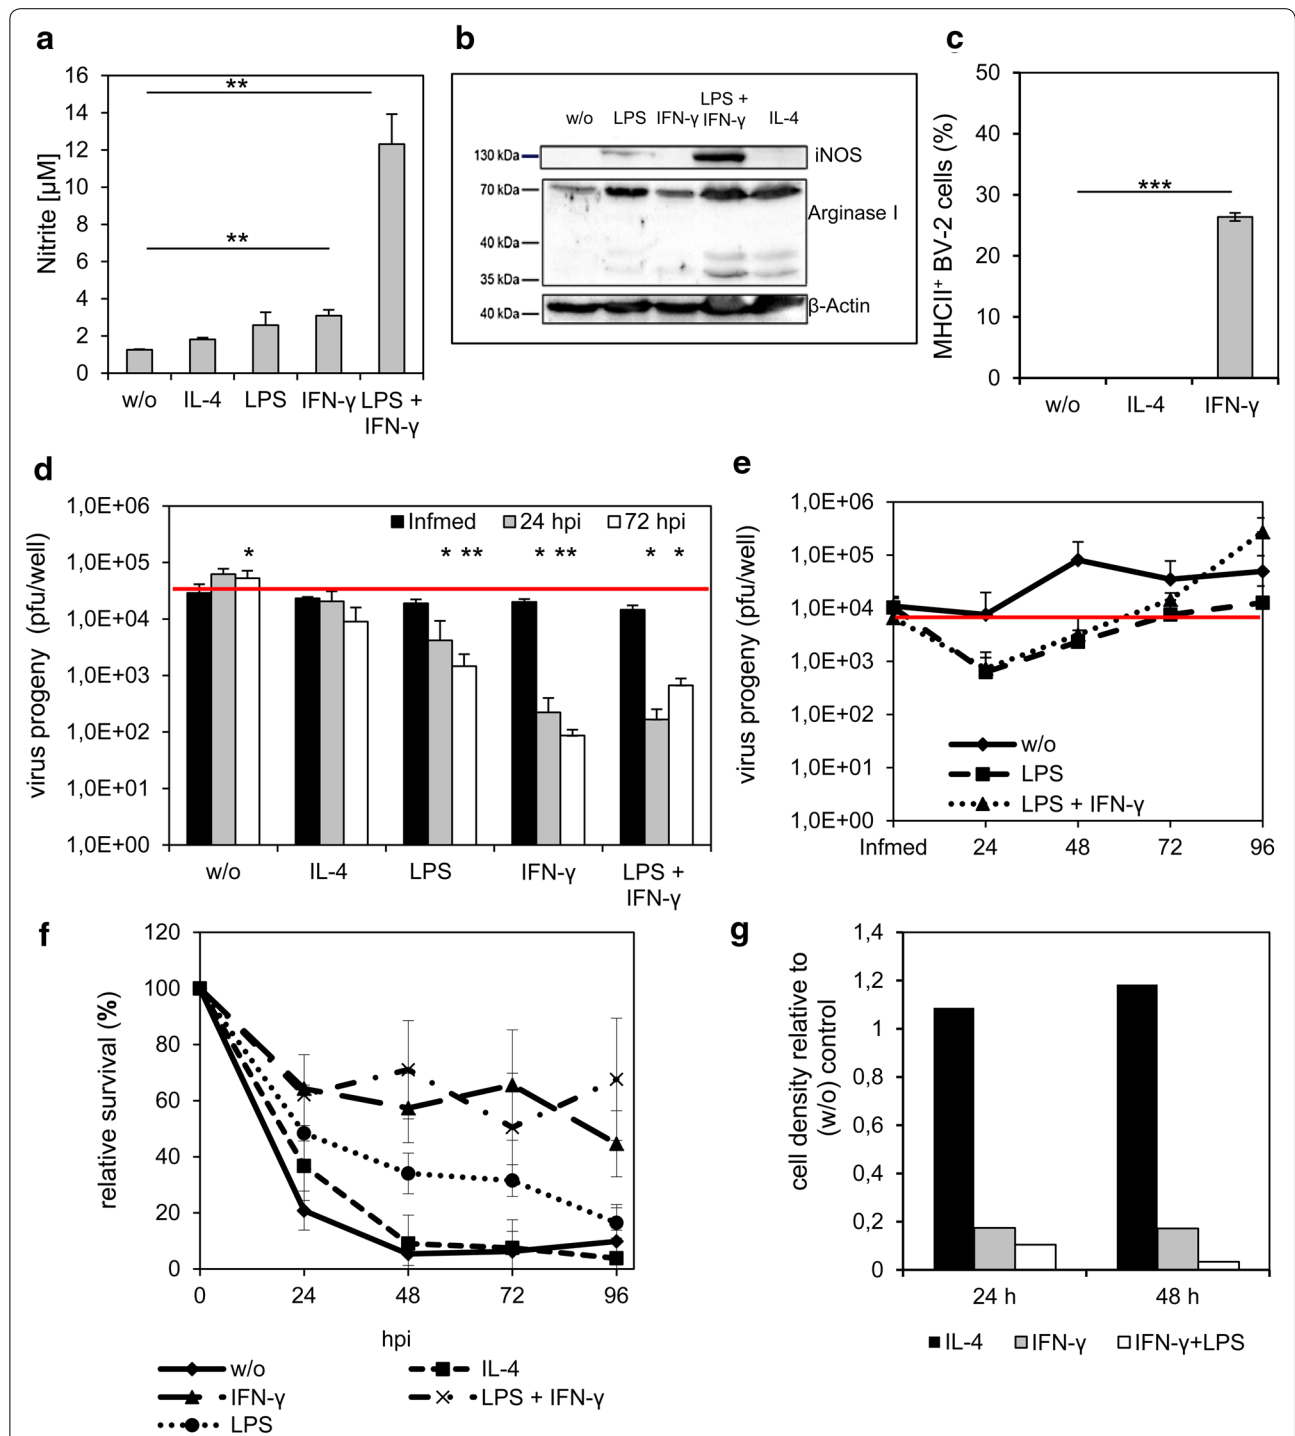 a
Nitrite [µM]
16
14
12
10
8
6
4
2
0
**
**
w/o IL-4 LPS IFN-γ LPS +
IFN-γ
b
w/o LPS IFN-γ LPS +
IFN-γ IL-4
130 kDa iNOS
70 kDa
Arginase I
40 kDa
35 kDa
40 kDa β-Actin
c
MHCII⁺ BV-2 cells (%)
50
40
30
20
10
0
***
w/o IL-4 IFN-γ
d
virus progeny (pfu/well)
1,0E+06
1,0E+05
1,0E+04
1,0E+03
1,0E+02
1,0E+01
1,0E+00
Infmed 24 hpi 72 hpi
* * ** * ** * *
w/o IL-4 LPS IFN-γ LPS +
IFN-γ
e
virus progeny (pfu/well)
1,0E+06
1,0E+05
1,0E+04
1,0E+03
1,0E+02
1,0E+01
1,0E+00
w/o
LPS
LPS + IFN-γ
Infmed 24 48 72 96
f
relative survival (%)
120
100
80
60
40
20
0
0 24 48 72 96
hpi
w/o IL-4
IFN-γ LPS + IFN-γ
LPS
g
cell density relative to
(w/o) control
1,4
1,2
1
0,8
0,6
0,4
0,2
0
24 h 48 h
IL-4 IFN-γ IFN-γ+LPS